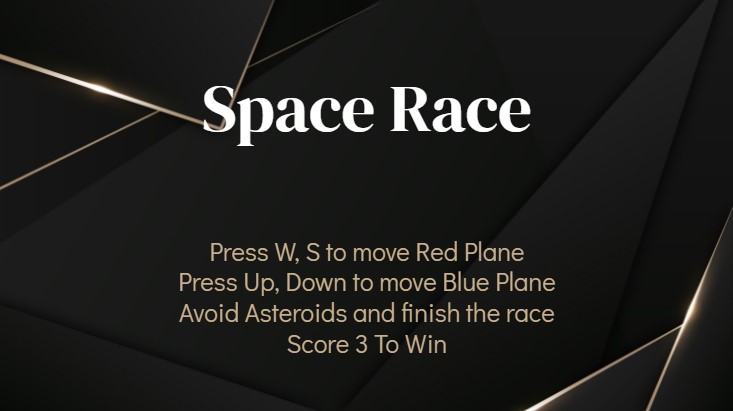 Space Race
Press W, S to move Red Plane
Press Up, Down to move Blue Plane
Avoid Asteroids and finish the race
Score 3 To Win